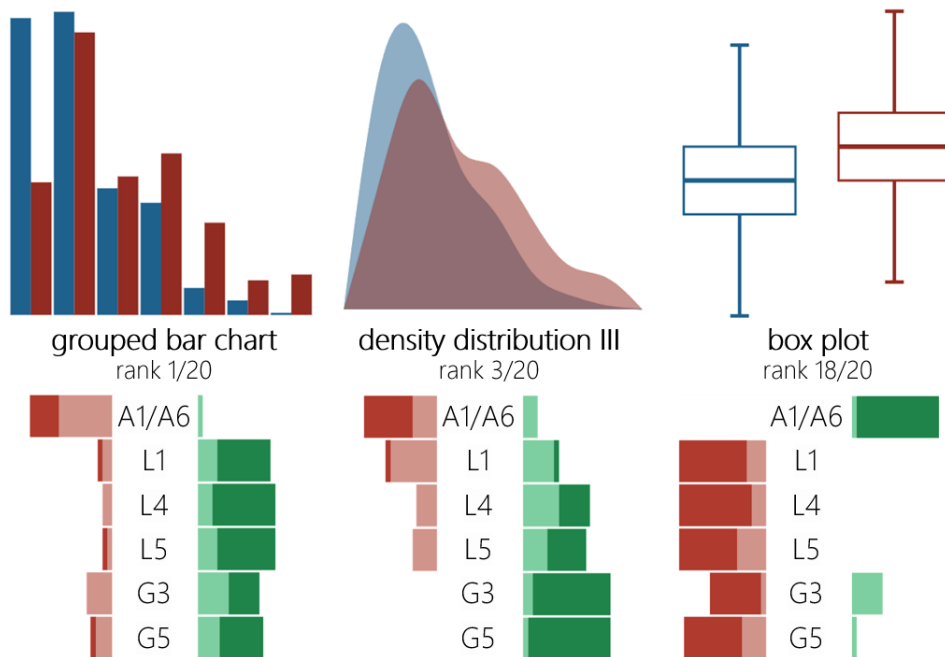 grouped bar chart
rank 1/20
density distribution III
rank 3/20
box plot
rank 18/20
A1/A6
L1
L4
L5
G3
G5
A1/A6
L1
L4
L5
G3
G5
A1/A6
L1
L4
L5
G3
G5